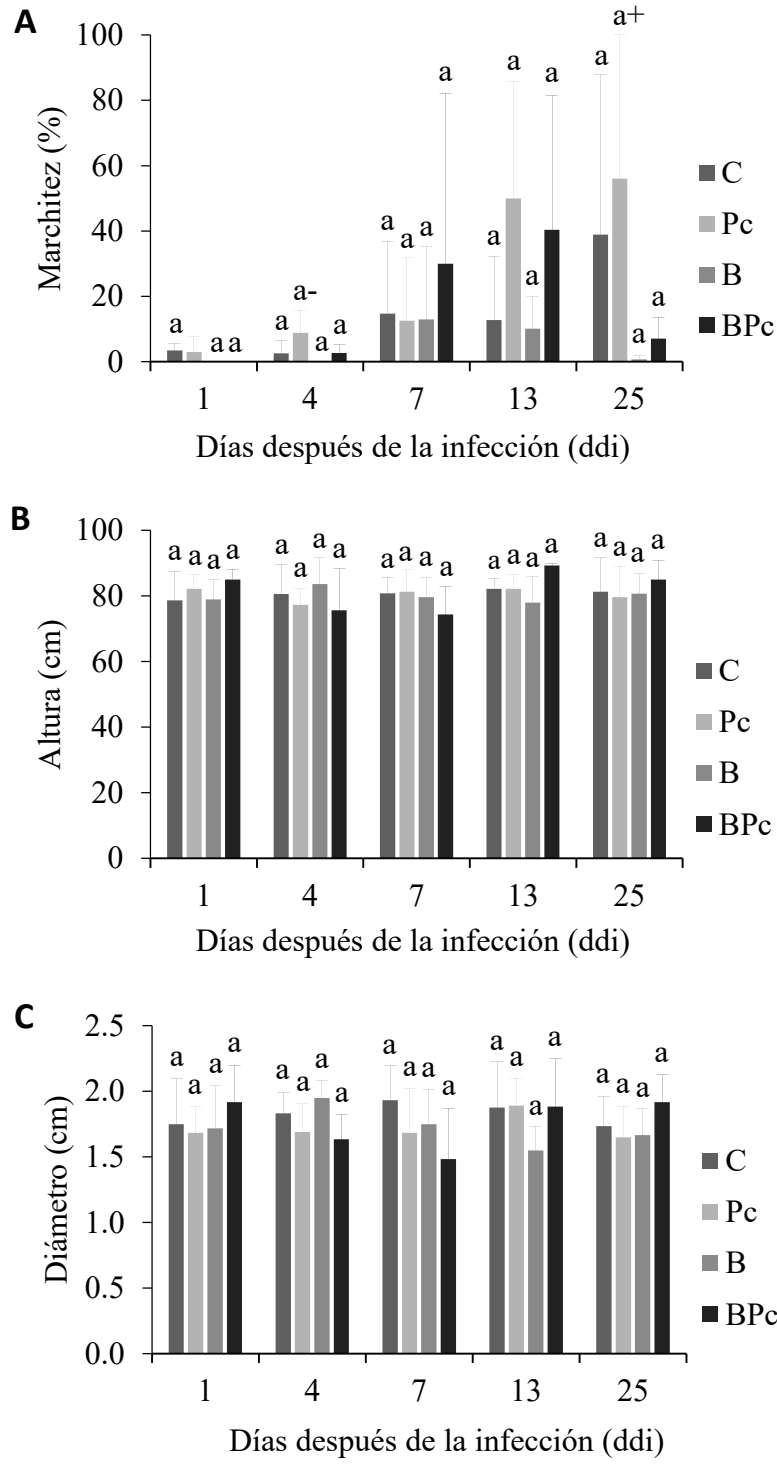 A
Marchitez (%)
100
80
60
40
20
0
a a a a
a a- a a
a a a a
a a a a
a a+ a a
1 4 7 13 25
Días después de la infección (ddi)
C
Pc
B
BPc
B
Altura (cm)
100
80
60
40
20
0
a a a a
a a a a
a a a a
a a a a
a a a a
1 4 7 13 25
Días después de la infección (ddi)
C
Pc
B
BPc
C
Diámetro (cm)
2.5
2.0
1.5
1.0
0.5
0.0
a a a a
a a a a
a a a a
a a a a
a a a a
1 4 7 13 25
Días después de la infección (ddi)
C
Pc
B
BPc